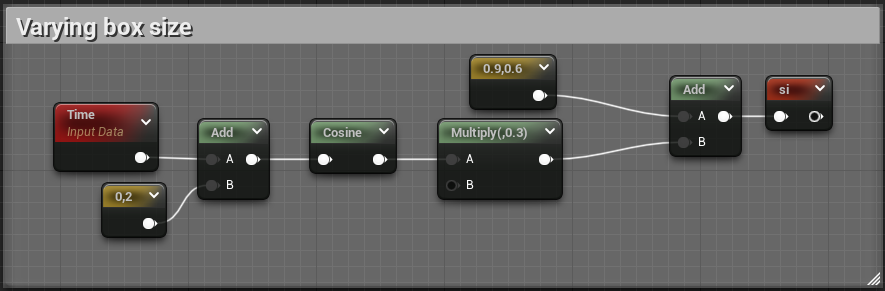 Varying box size
0.9,0.6
Add
si
A
B
Time
Input Data
Add
A
B
Cosine
Multiply(,0.3)
A
B
0,2